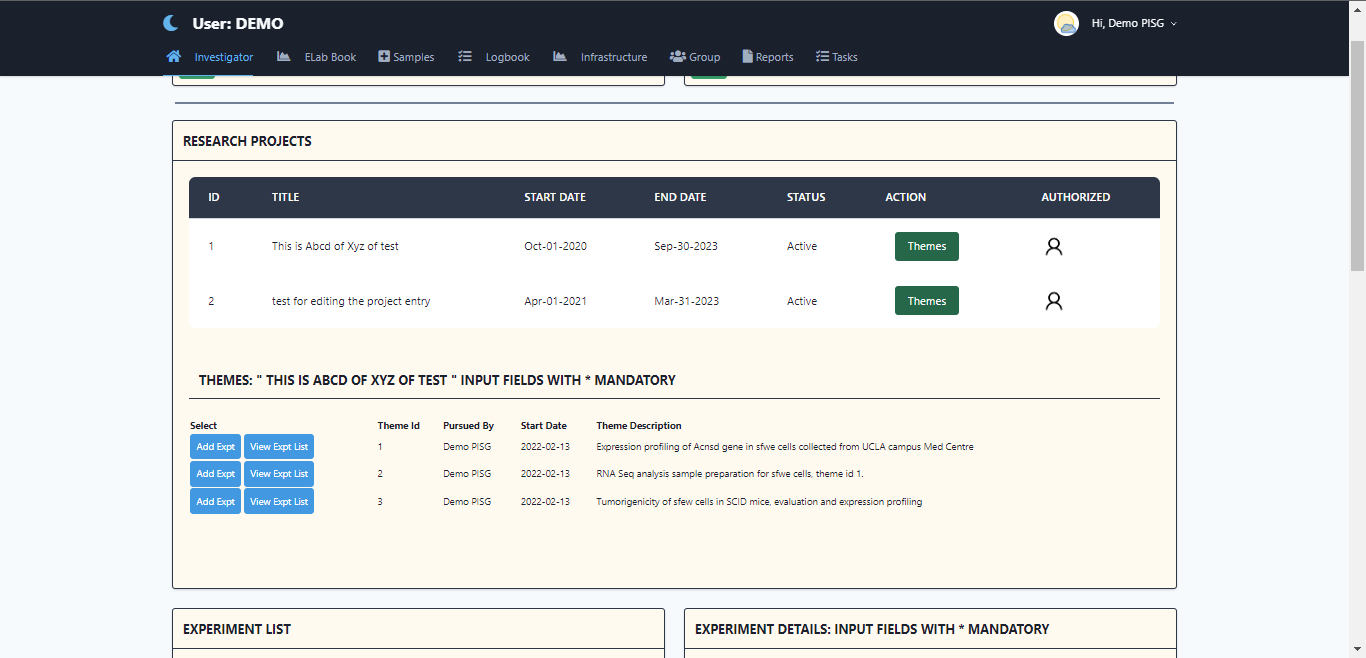 User: DEMO
Hi, Demo PISG
Investigator ELab Book Samples Logbook Infrastructure Group Reports Tasks
RESEARCH PROJECTS
ID TITLE START DATE END DATE STATUS ACTION AUTHORIZED
1 This is Abcd of Xyz of test Oct-01-2020 Sep-30-2023 Active Themes
2 test for editing the project entry Apr-01-2021 Mar-31-2023 Active Themes
THEMES: " THIS IS ABCD OF XYZ OF TEST " INPUT FIELDS WITH * MANDATORY
Select Theme Id Pursued By Start Date Theme Description
Add Expt View Expt List 1 Demo PISG 2022-02-13 Expression profiling of Acnsd gene in sfwe cells collected from UCLA campus Med Centre
Add Expt View Expt List 2 Demo PISG 2022-02-13 RNA Seq analysis sample preparation for sfwe cells, theme id 1.
Add Expt View Expt List 3 Demo PISG 2022-02-13 Tumorigenicity of sfew cells in SCID mice, evaluation and expression profiling
EXPERIMENT LIST
EXPERIMENT DETAILS: INPUT FIELDS WITH * MANDATORY